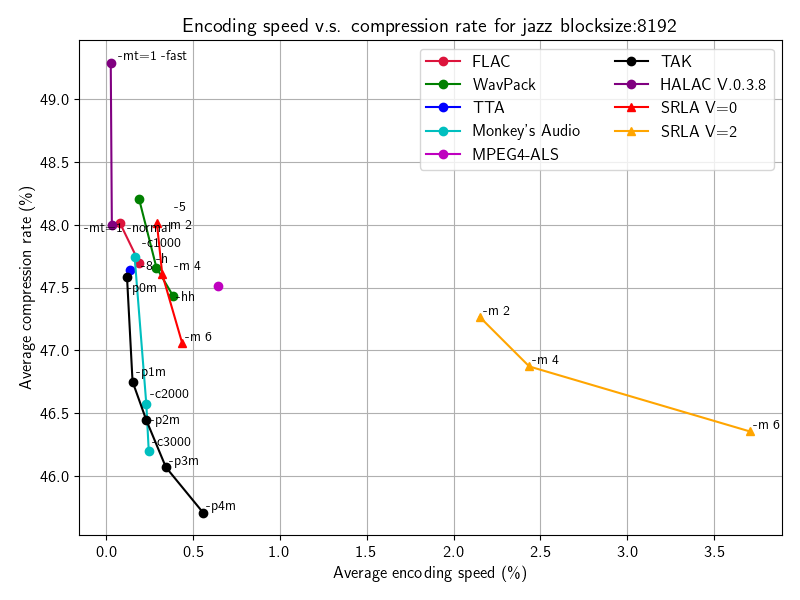 Encoding speed v.s. compression rate for jazz blocksize:8192
FLAC
WavPack
TTA
Monkey's Audio
MPEG4-ALS
TAK
HALAC V.0.3.8
SRLA V=0
SRLA V=2
-mt=1 -fast
-5
-m 2
-mt=1 -normal
-c1000
-h
-8
-m 4
-p0m
-hh
-m 2
-m 6
-m 4
-p1m
-c2000
-p2m
-m 6
-c3000
-p3m
-p4m
49.0
48.5
48.0
47.5
47.0
46.5
46.0
Average compression rate (%)
0.0 0.5 1.0 1.5 2.0 2.5 3.0 3.5
Average encoding speed (%)